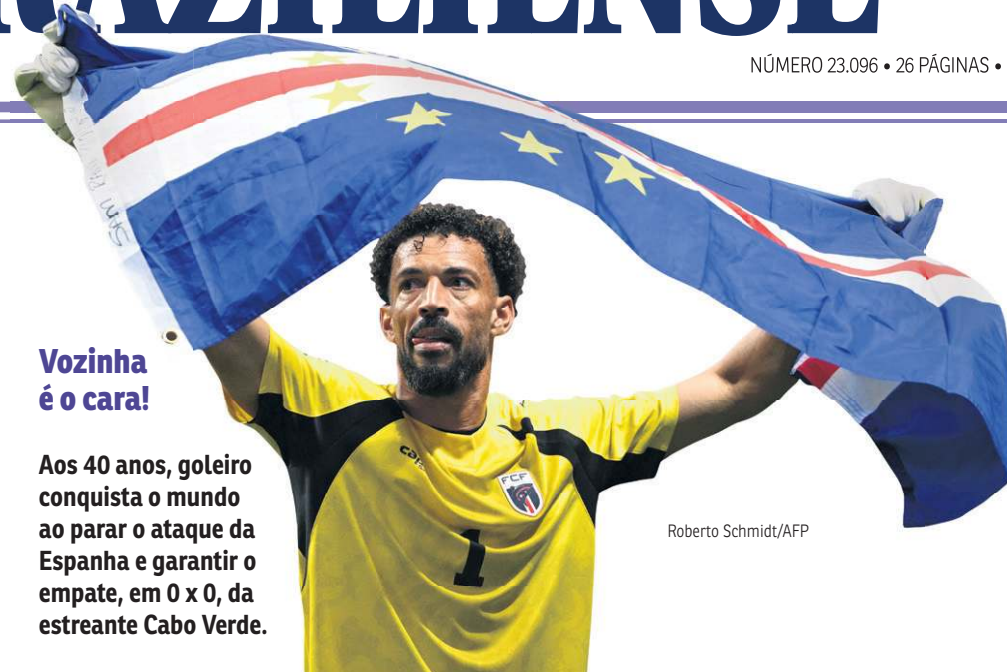 RAZILIENSE
NÚMERO 23.096 • 26 PÁGINAS •
Vozinha
é o cara!
Aos 40 anos, goleiro
conquista o mundo
ao parar o ataque da
Espanha e garantir o
empate, em 0 x 0, da
estreante Cabo Verde.
FCF
1
Roberto Schmidt/AFP